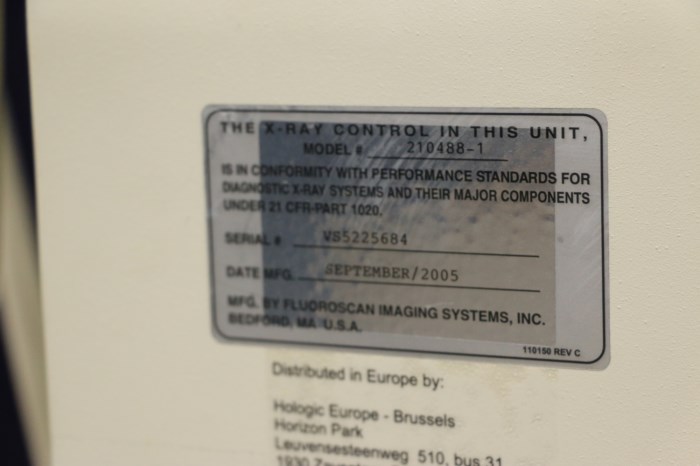 THE X-RAY CONTROL IN THIS UNIT,
MODEL # 210488-1
IS IN CONFORMITY WITH PERFORMANCE STANDARDS FOR
DIAGNOSTIC X-RAY SYSTEMS AND THEIR MAJOR COMPONENTS
UNDER 21 CFR-PART 1020.
SERIAL # VS5225684
DATE MFG. SEPTEMBER/2005
MFG. BY FLUOROSCAN IMAGING SYSTEMS, INC.
BEDFORD, MA U.S.A.
110150 REV C
Distributed in Europe by:
Hologic Europe - Brussels
Horizon Park
Leuvensesteenweg 510, bus 31
1930